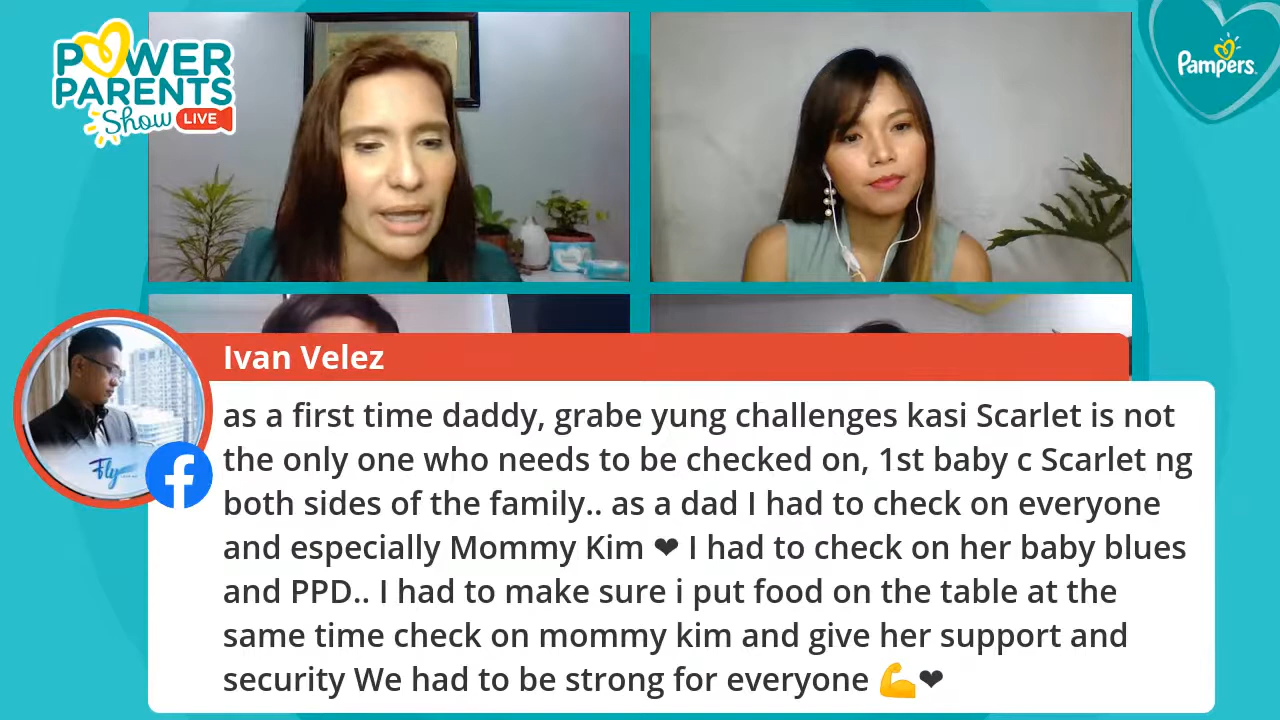 POWER
PARENTS
Show LIVE
Pampers.
Ivan Velez
as a first time daddy, grabe yung challenges kasi Scarlet is not
the only one who needs to be checked on, 1st baby c Scarlet ng
both sides of the family.. as a dad I had to check on everyone
and especially Mommy Kim ❤ I had to check on her baby blues
and PPD.. I had to make sure i put food on the table at the
same time check on mommy kim and give her support and
security We had to be strong for everyone 💪❤
Fly